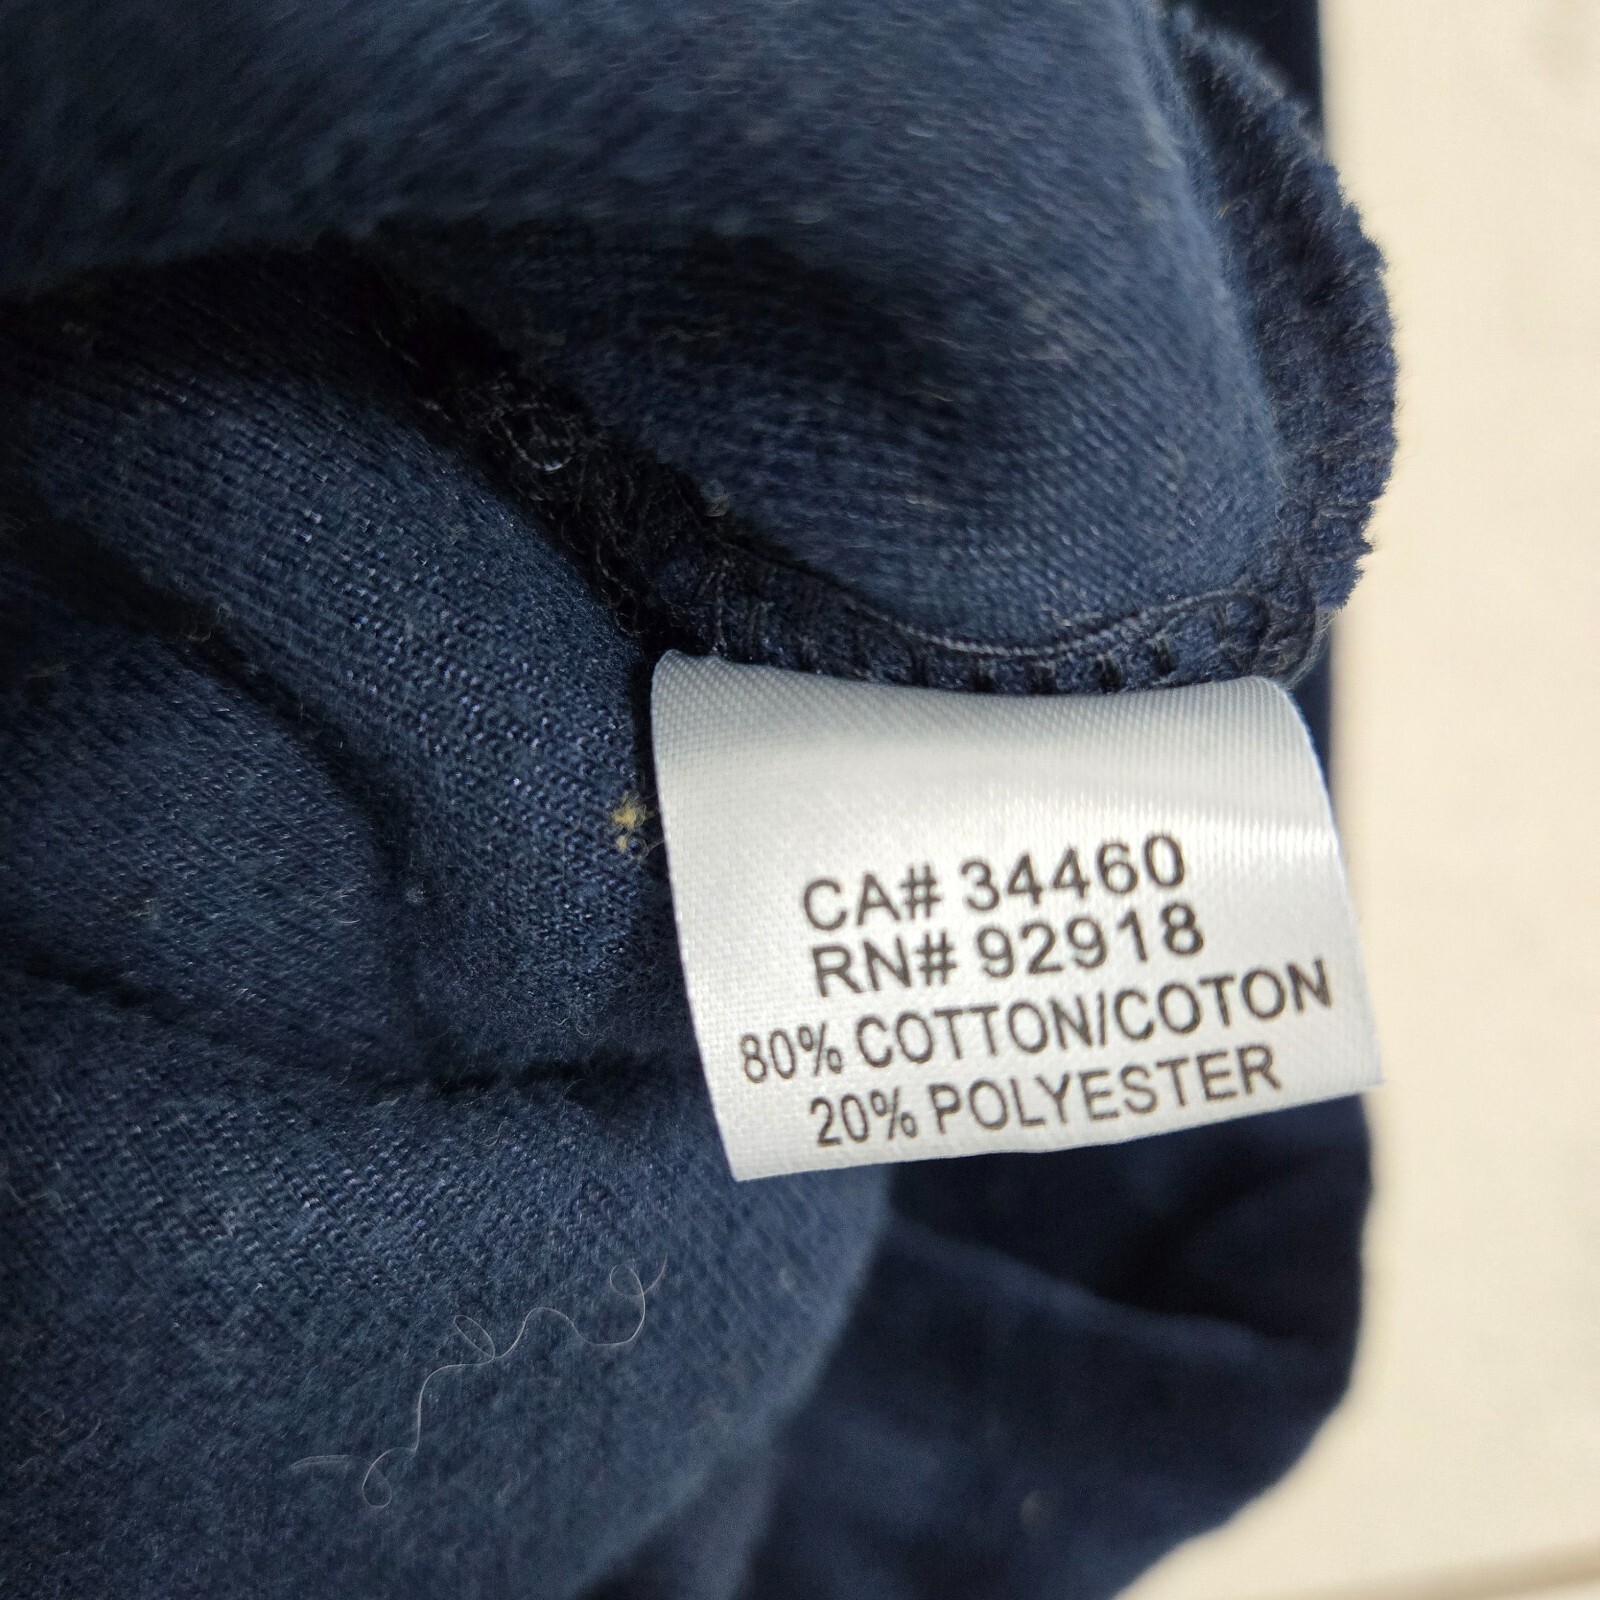 CA# 34460
RN# 92918
80% COTTON/COTON
20% POLYESTER